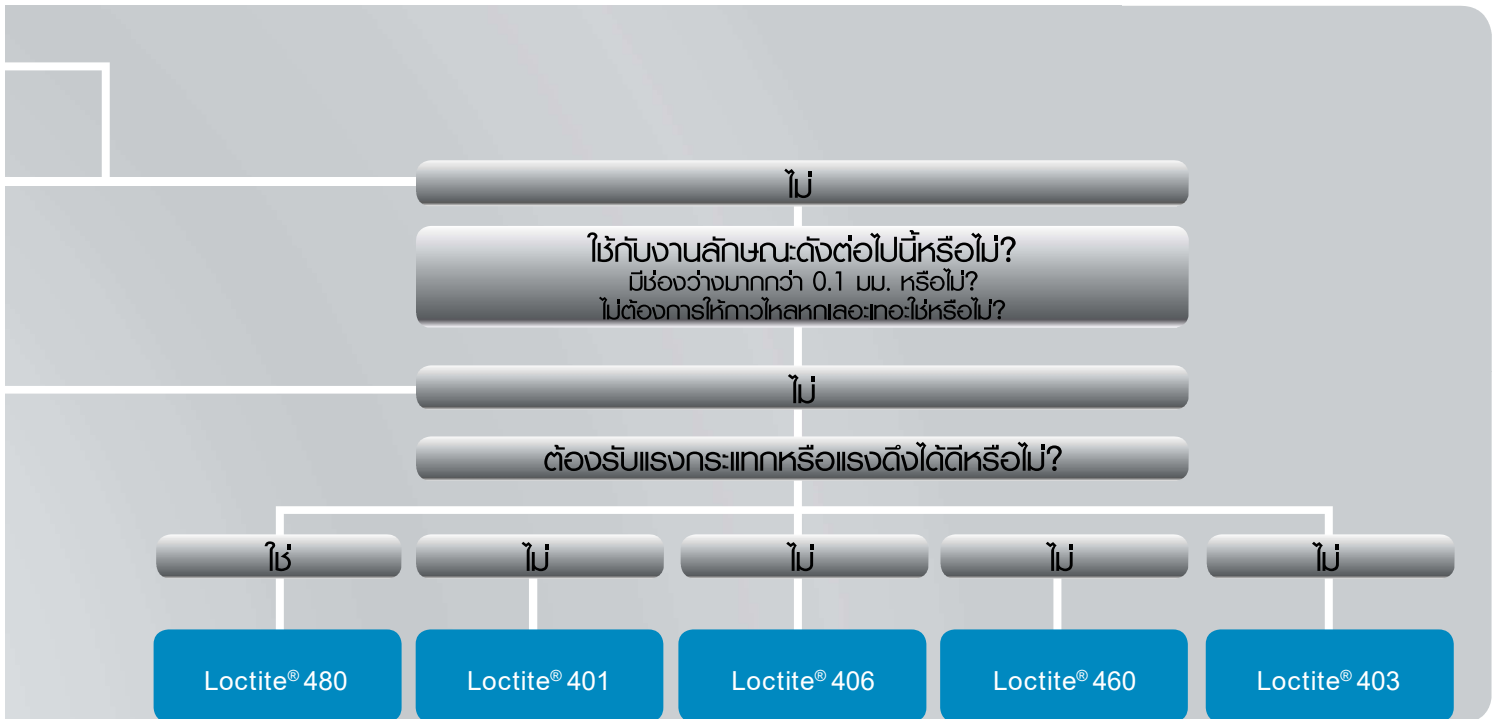 ไม่
ใช้กับงานลักษณะดังต่อไปนี้หรือไม่?
มีช่องว่างมากกว่า 0.1 มม. หรือไม่?
ไม่ต้องการให้กาวไหลหกเลอะเทอะใช่หรือไม่?
ไม่
ต้องรับแรงกระแทกหรือแรงดึงได้ดีหรือไม่?
ใช่ ไม่ ไม่ ไม่ ไม่
Loctite® 480 Loctite® 401 Loctite® 406 Loctite® 460 Loctite® 403